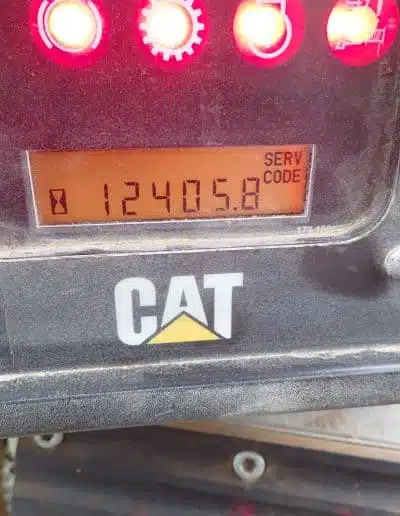 SERV
CODE
12405.8
CAT